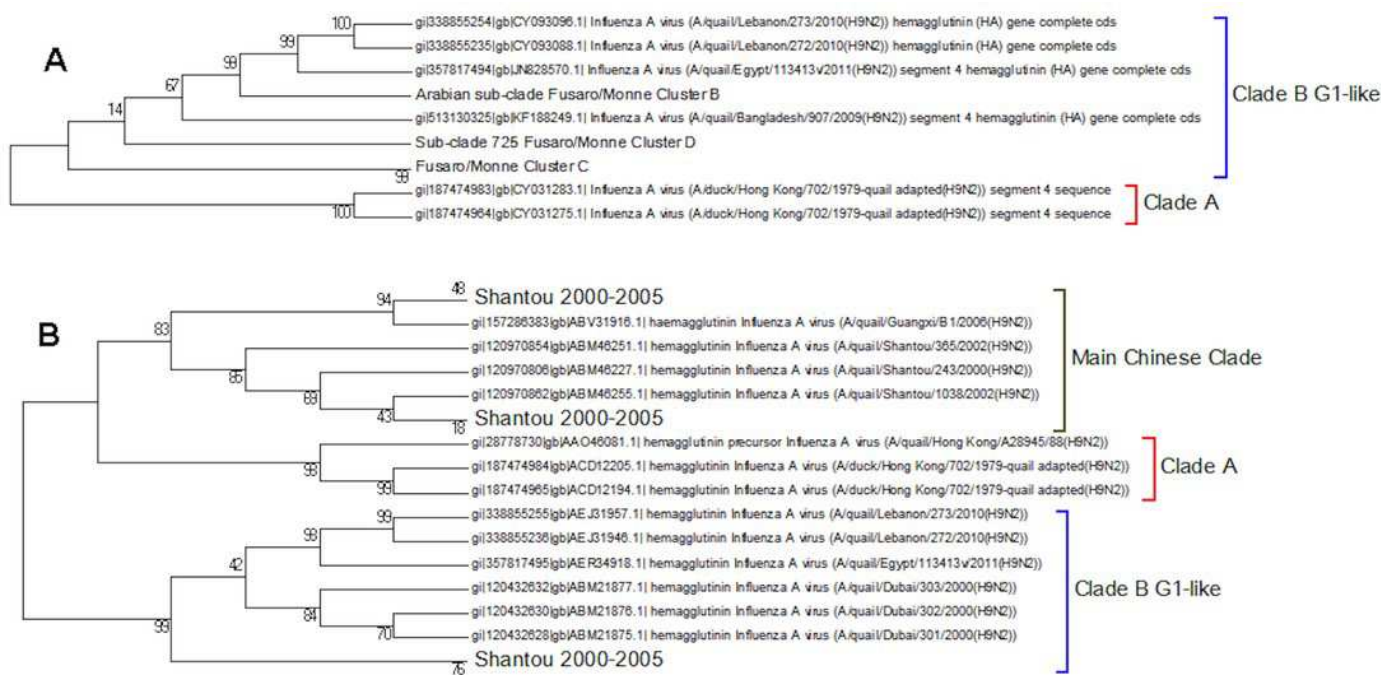 A
100 gi|338855254|gb|CY093096.1| Influenza A virus (A/quail/Lebanon/273/2010(H9N2)) hemagglutinin (HA) gene complete cds
99 gi|338855235|gb|CY093088.1| Influenza A virus (A/quail/Lebanon/272/2010(H9N2)) hemagglutinin (HA) gene complete cds
98 gi|357817494|gb|JN828570.1| Influenza A virus (A/quail/Egypt/113413v/2011(H9N2)) segment 4 hemagglutinin (HA) gene complete cds
67 Arabian sub-clade Fusaro/Monne Cluster B
Clade B G1-like
14 gi|513130325|gb|KF188249.1| Influenza A virus (A/quail/Bangladesh/907/2009(H9N2)) segment 4 hemagglutinin (HA) gene complete cds
Sub-clade 725 Fusaro/Monne Cluster D
Fusaro/Monne Cluster C
99
gi|187474983|gb|CY031283.1| Influenza A virus (A/duck/Hong Kong/702/1979-quail adapted(H9N2)) segment 4 sequence
Clade A
100 gi|187474964|gb|CY031275.1| Influenza A virus (A/duck/Hong Kong/702/1979-quail adapted(H9N2)) segment 4 sequence
B
94 48 Shantou 2000-2005
83 gi|157286383|gb|ABV31916.1| haemagglutinin Influenza A virus (A/quail/Guangxi/B1/2006(H9N2))
gi|120970854|gb|ABM46251.1| hemagglutinin Influenza A virus (A/quail/Shantou/365/2002(H9N2))
Main Chinese Clade
86 gi|120970806|gb|ABM46227.1| hemagglutinin Influenza A virus (A/quail/Shantou/243/2000(H9N2))
69 gi|120970862|gb|ABM46255.1| hemagglutinin Influenza A virus (A/quail/Shantou/1038/2002(H9N2))
43 18 Shantou 2000-2005
gi|28778730|gb|AAO46081.1| hemagglutinin precursor Influenza A virus (A/quail/Hong Kong/A28945/88(H9N2))
98 gi|187474984|gb|ACD12205.1| hemagglutinin Influenza A virus (A/duck/Hong Kong/702/1979-quail adapted(H9N2))
Clade A
99 gi|187474965|gb|ACD12194.1| hemagglutinin Influenza A virus (A/duck/Hong Kong/702/1979-quail adapted(H9N2))
99 gi|338855255|gb|AEJ31957.1| hemagglutinin Influenza A virus (A/quail/Lebanon/273/2010(H9N2))
98 gi|338855236|gb|AEJ31946.1| hemagglutinin Influenza A virus (A/quail/Lebanon/272/2010(H9N2))
42 gi|357817495|gb|AER34918.1| hemagglutinin Influenza A virus (A/quail/Egypt/113413v/2011(H9N2))
gi|120432632|gb|ABM21877.1| hemagglutinin Influenza A virus (A/quail/Dubai/303/2000(H9N2))
Clade B G1-like
84 gi|120432630|gb|ABM21876.1| hemagglutinin Influenza A virus (A/quail/Dubai/302/2000(H9N2))
99 70 gi|120432628|gb|ABM21875.1| hemagglutinin Influenza A virus (A/quail/Dubai/301/2000(H9N2))
76 Shantou 2000-2005